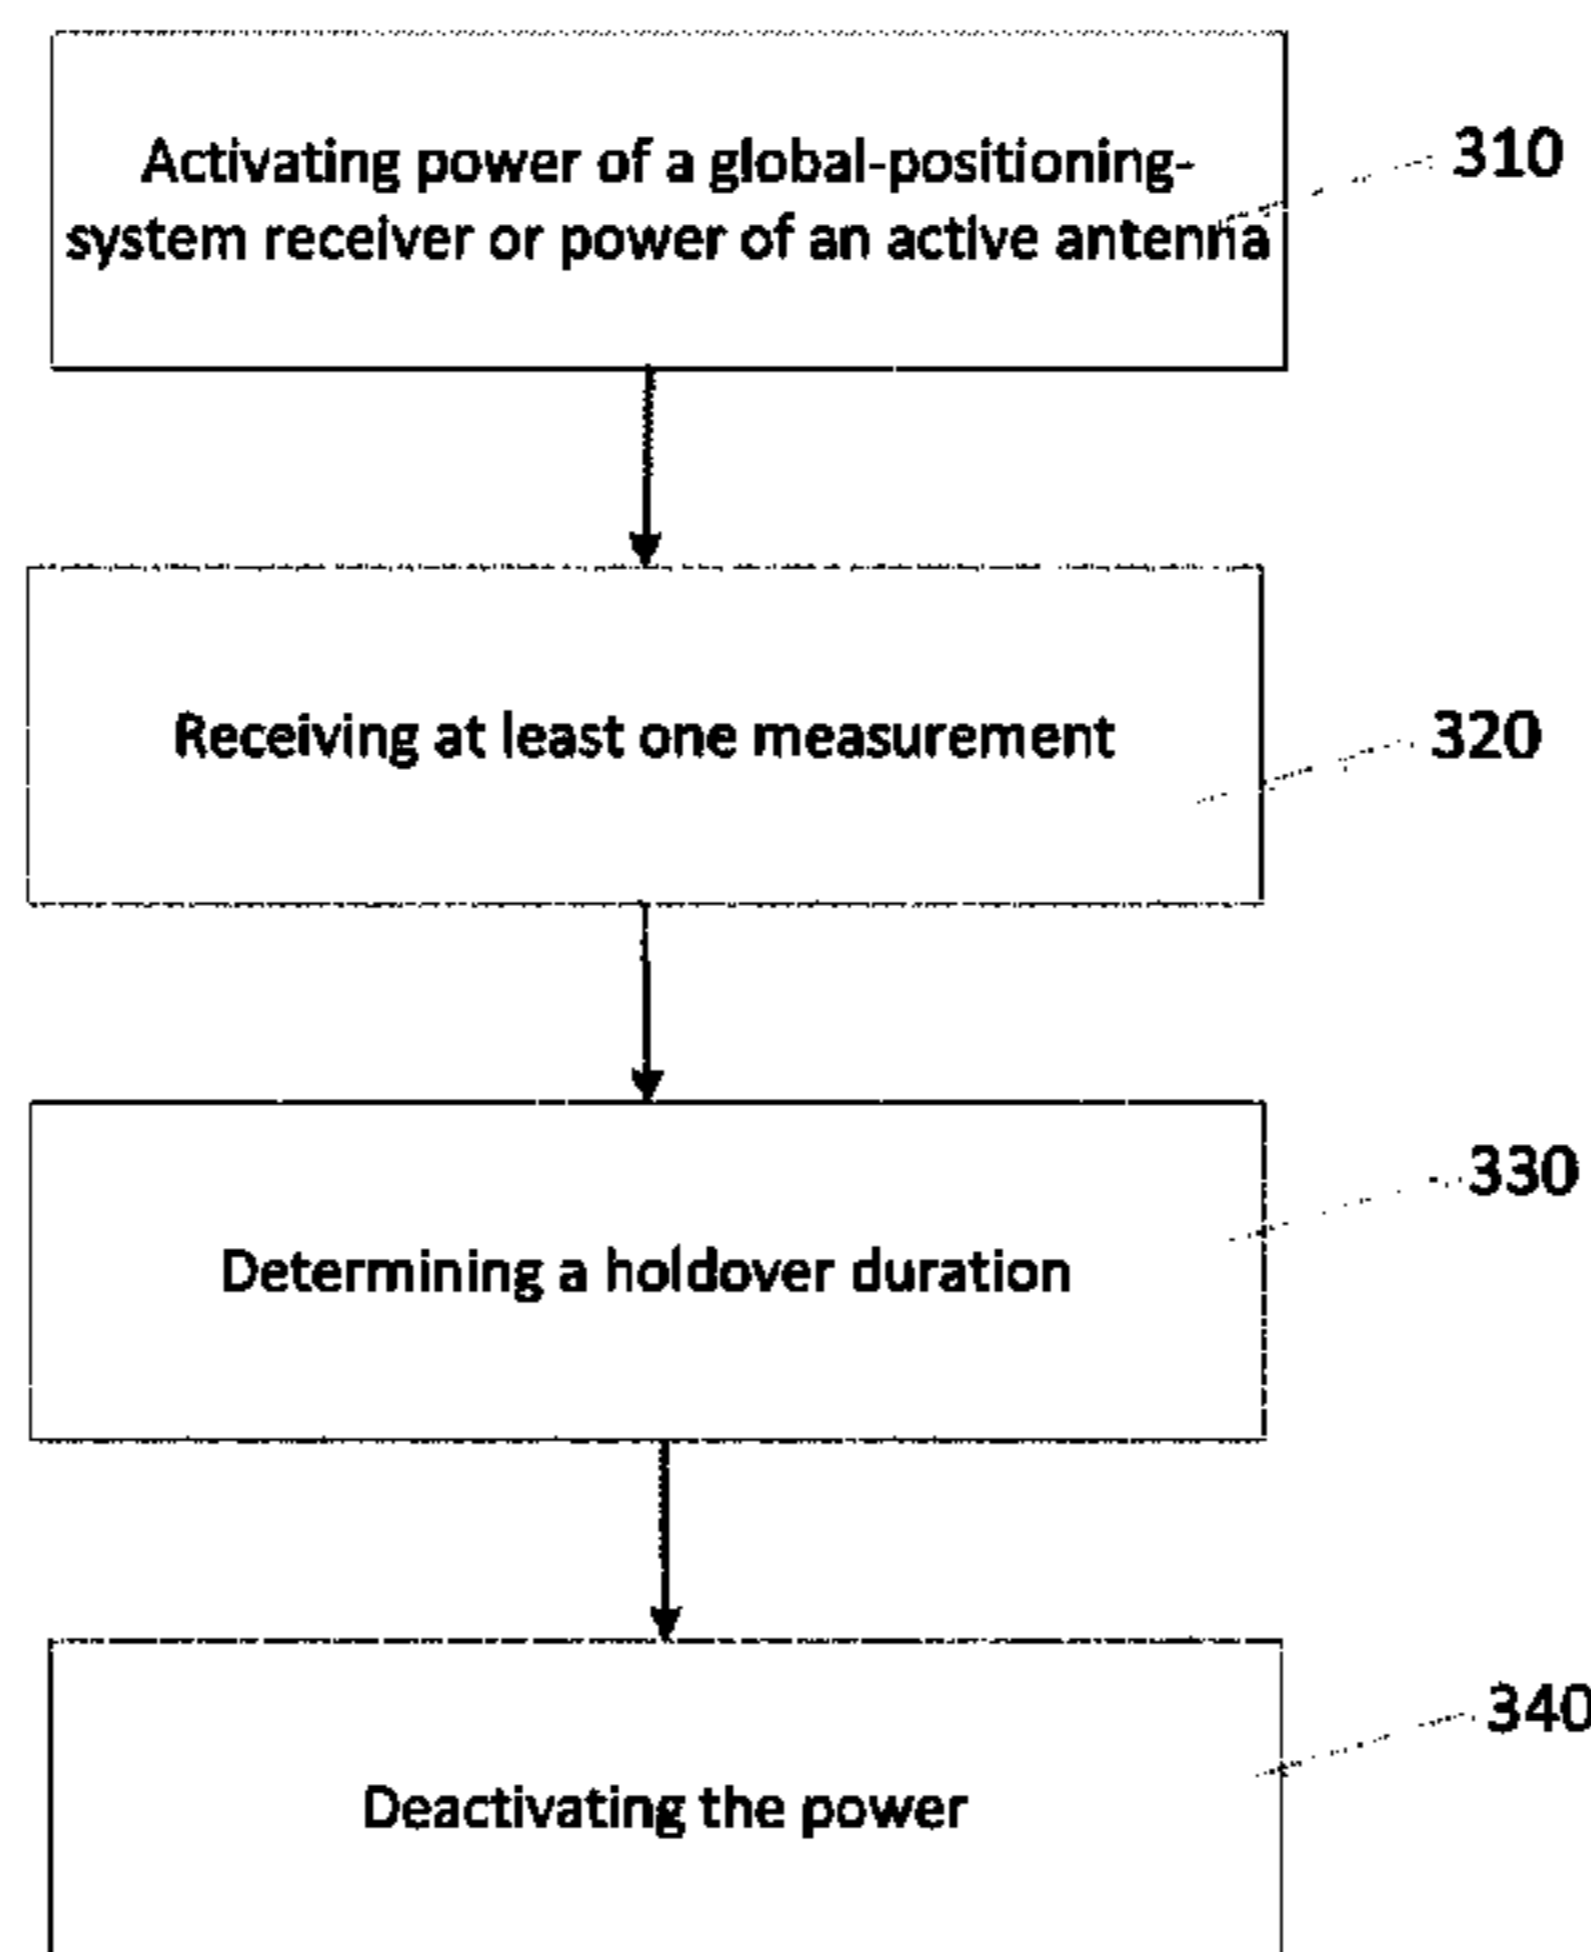 Activating power of a global-positioning-
system receiver or power of an active antenna
310
Receiving at least one measurement
320
330
Determining a holdover duration
340
Deactivating the power